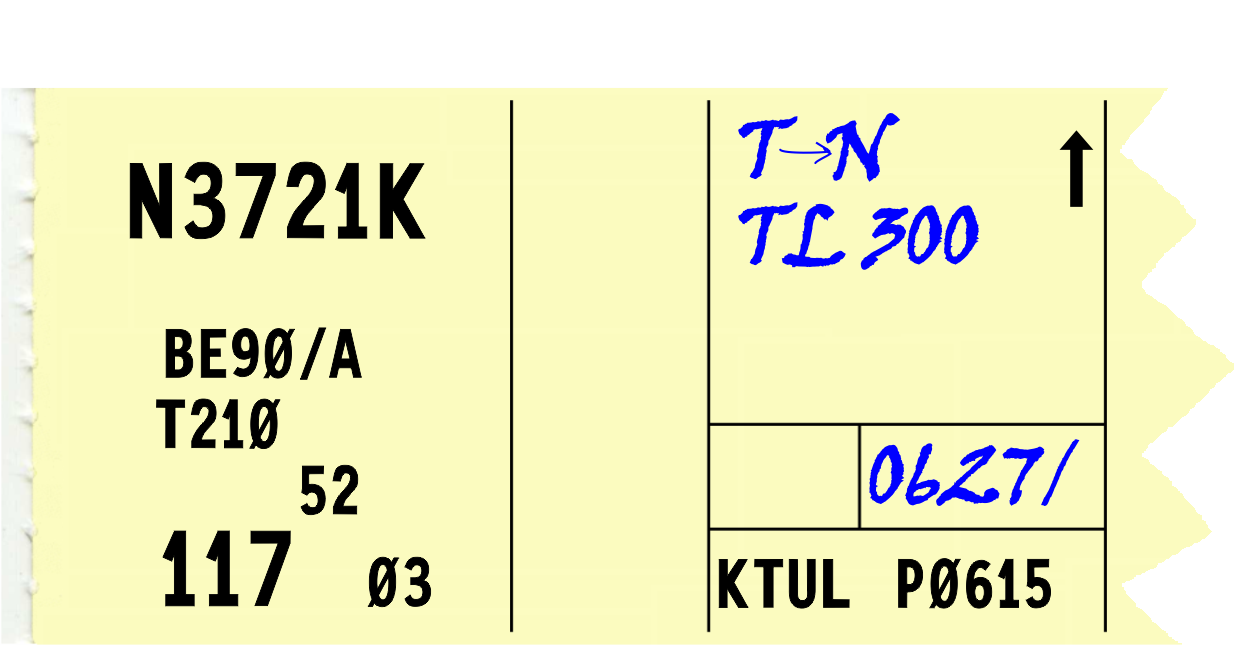 N3721K
BE9Ø/A
T21Ø
52
117 Ø3
T→N
TL 300
↑
0627/
KTUL PØ615